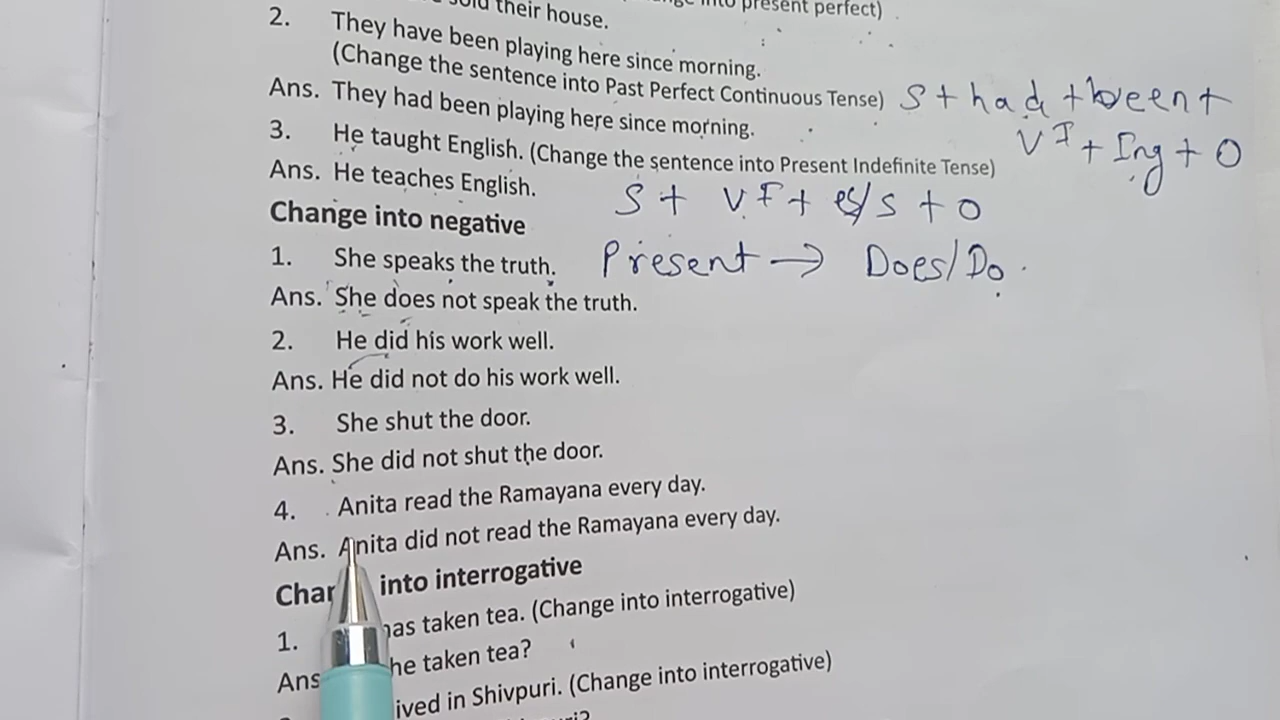 sold their house.
into present perfect)
2. They have been playing here since morning.
(Change the sentence into Past Perfect Continuous Tense) S + had + been +
Ans. They had been playing here since morning. V I + Ing + O
3. He taught English. (Change the sentence into Present Indefinite Tense)
Ans. He teaches English. S + V I + es/s + O
Change into negative
1. She speaks the truth. Present → Does/Do.
Ans. She does not speak the truth.
2. He did his work well.
Ans. He did not do his work well.
3. She shut the door.
Ans. She did not shut the door.
4. Anita read the Ramayana every day.
Ans. Anita did not read the Ramayana every day.
into interrogative
1. has taken tea. (Change into interrogative)
Ans he taken tea?
in Shivpuri. (Change into interrogative)